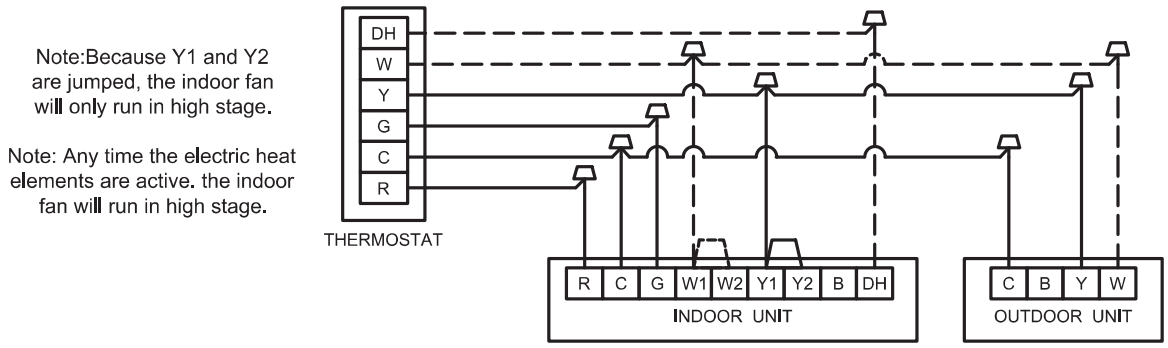 Note:Because Y1 and Y2
are jumped, the indoor fan
will only run in high stage.
Note: Any time the electric heat
elements are active. the indoor
fan will run in high stage.
DH
W
Y
G
C
R
THERMOSTAT
R C G W1 W2 Y1 Y2 B DH
INDOOR UNIT
C B Y W
OUTDOOR UNIT